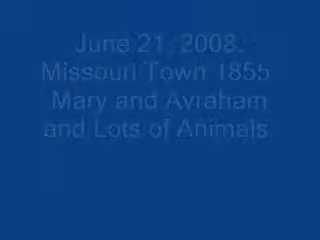 June 21, 2008.
Missouri Town 1855
Mary and Avraham
and Lots of Animals